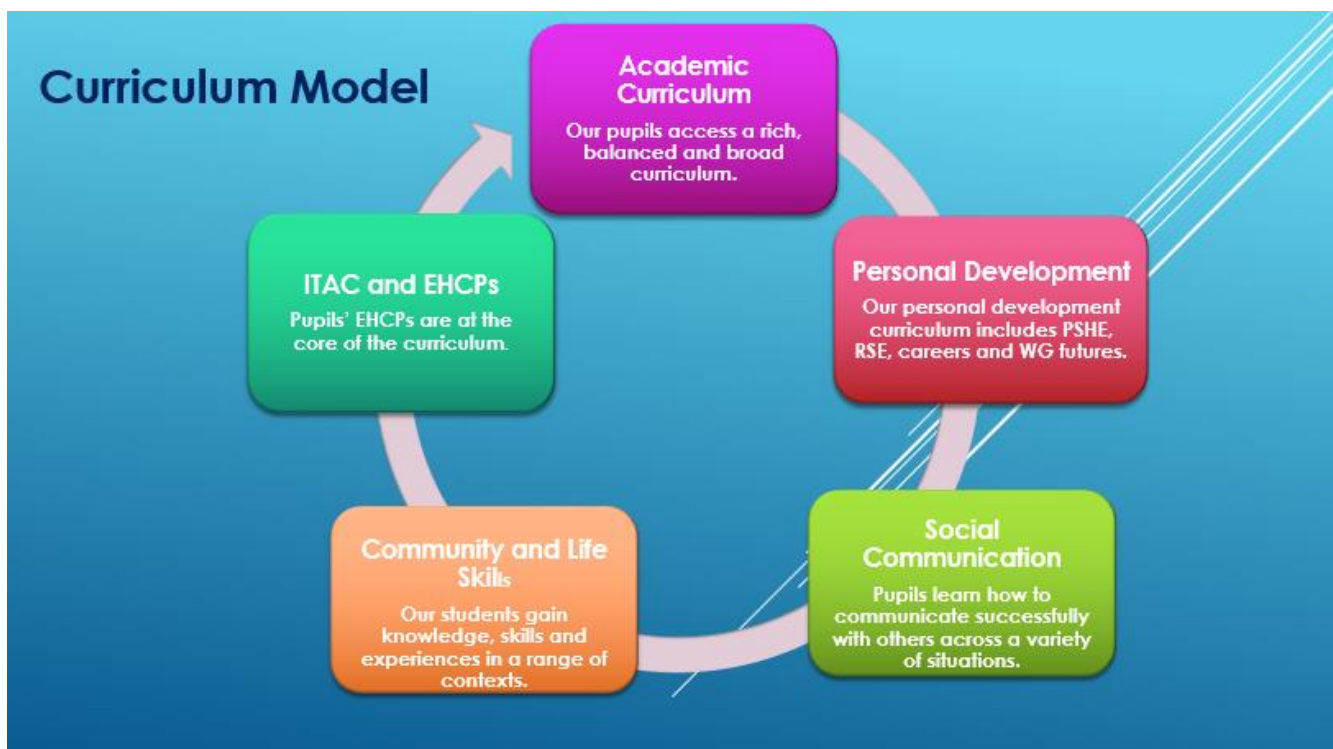 Curriculum Model
Academic
Curriculum
Our pupils access a rich,
balanced and broad
curriculum.
Personal Development
Our personal development
curriculum includes PSHE,
RSE, careers and WG futures.
Social
Communication
Pupils learn how to
communicate successfully
with others across a variety
of situations.
Community and Life
Skills
Our students gain
knowledge, skills and
experiences in a range of
contexts.
ITAC and EHCPs
Pupils' EHCPs are at the
core of the curriculum.